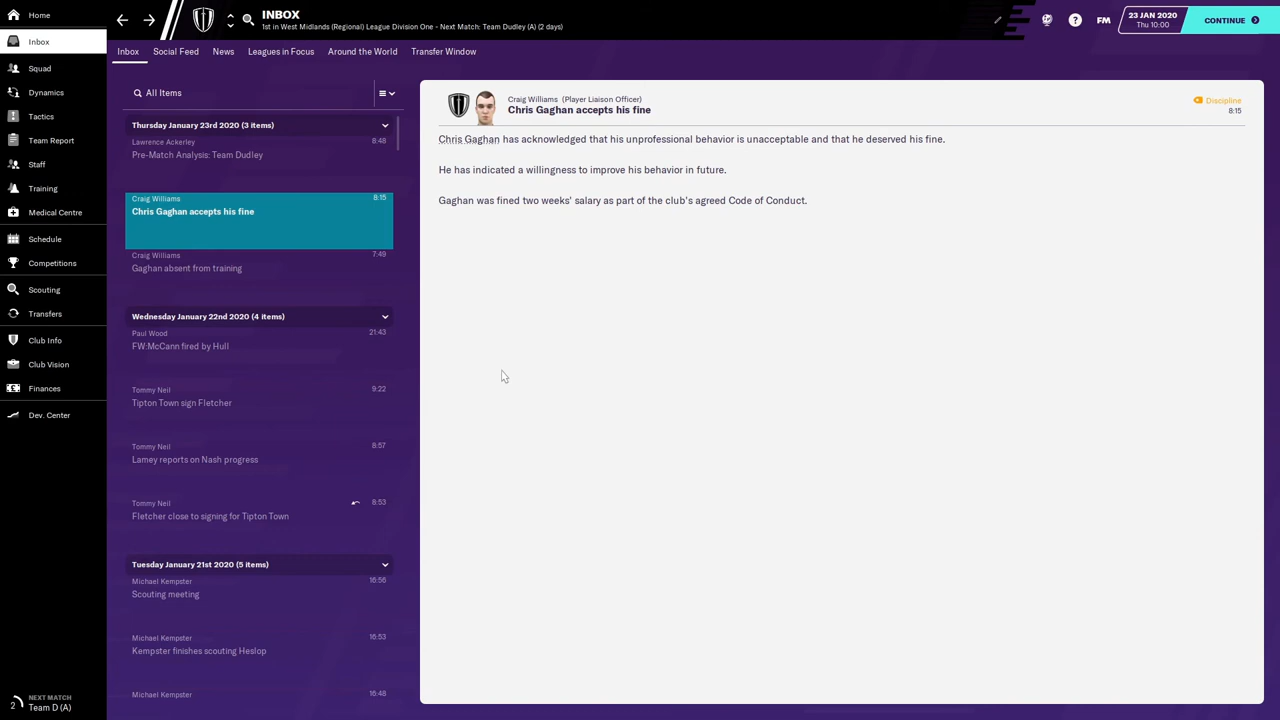 Home
Inbox
Squad
Dynamics
Tactics
Team Report
Staff
Training
Medical Centre
Schedule
Competitions
Scouting
Transfers
Club Info
Club Vision
Finances
Dev. Center
2
NEXT MATCH
Team D (A)
INBOX
1st in West Midlands (Regional) League Division One - Next Match: Team Dudley (A) (2 days)
?
FM
23 JAN 2020
Thu 10:00
CONTINUE
Inbox Social Feed News Leagues in Focus Around the World Transfer Window
All Items
Thursday January 23rd 2020 (3 items)
Lawrence Ackerley 8:48
Pre-Match Analysis: Team Dudley
Craig Williams 8:15
Chris Gaghan accepts his fine
Craig Williams 7:49
Gaghan absent from training
Wednesday January 22nd 2020 (4 items)
Paul Wood 21:43
FW:McCann fired by Hull
Tommy Neil 9:22
Tipton Town sign Fletcher
Tommy Neil 8:57
Lamey reports on Nash progress
Tommy Neil 8:53
Fletcher close to signing for Tipton Town
Tuesday January 21st 2020 (5 items)
Michael Kempster 16:56
Scouting meeting
Michael Kempster 16:53
Kempster finishes scouting Heslop
Michael Kempster 16:48
Craig Williams (Player Liaison Officer)
Chris Gaghan accepts his fine
Discipline
8:15
Chris Gaghan has acknowledged that his unprofessional behavior is unacceptable and that he deserved his fine.
He has indicated a willingness to improve his behavior in future.
Gaghan was fined two weeks' salary as part of the club's agreed Code of Conduct.